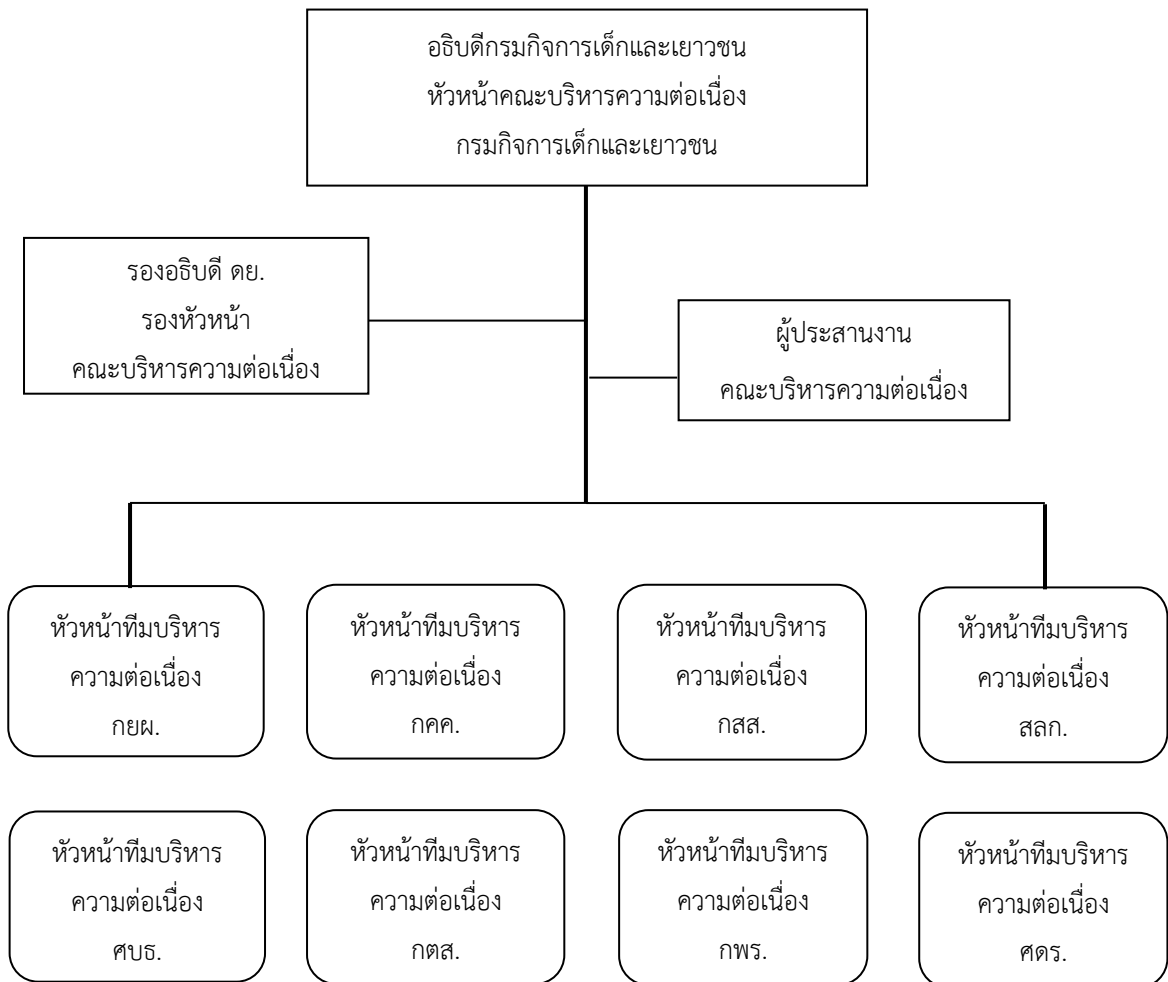 อธิบดีกรมกิจการเด็กและเยาวชน
หัวหน้าคณะบริหารความต่อเนื่อง
กรมกิจการเด็กและเยาวชน
รองอธิบดี ดย.
รองหัวหน้า
คณะบริหารความต่อเนื่อง
ผู้ประสานงาน
คณะบริหารความต่อเนื่อง
หัวหน้าทีมบริหาร
ความต่อเนื่อง
กยผ.
หัวหน้าทีมบริหาร
ความต่อเนื่อง
กคค.
หัวหน้าทีมบริหาร
ความต่อเนื่อง
กสส.
หัวหน้าทีมบริหาร
ความต่อเนื่อง
สลก.
หัวหน้าทีมบริหาร
ความต่อเนื่อง
ศบธ.
หัวหน้าทีมบริหาร
ความต่อเนื่อง
กตส.
หัวหน้าทีมบริหาร
ความต่อเนื่อง
กพร.
หัวหน้าทีมบริหาร
ความต่อเนื่อง
ศดร.